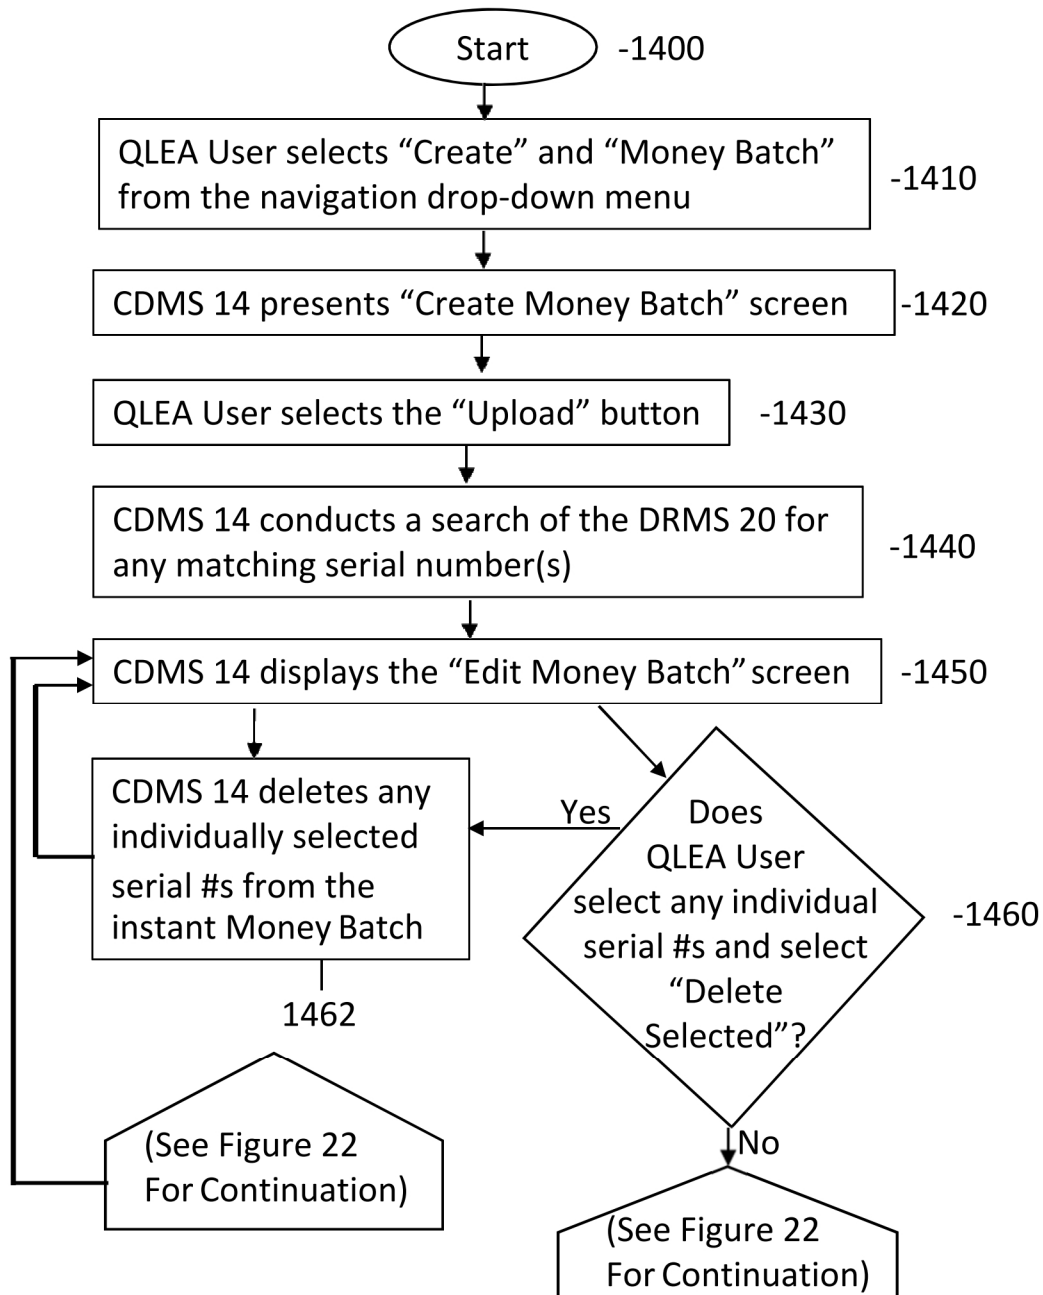 Start -1400
QLEA User selects “Create” and “Money Batch”
from the navigation drop-down menu
-1410
CDMS 14 presents “Create Money Batch” screen -1420
QLEA User selects the “Upload” button -1430
CDMS 14 conducts a search of the DRMS 20 for
any matching serial number(s)
-1440
CDMS 14 displays the “Edit Money Batch” screen -1450
CDMS 14 deletes any
individually selected
serial #s from the
instant Money Batch
1462
Yes
Does
QLEA User
select any individual
serial #s and select
“Delete
Selected”?
-1460
No
(See Figure 22
For Continuation)
(See Figure 22
For Continuation)